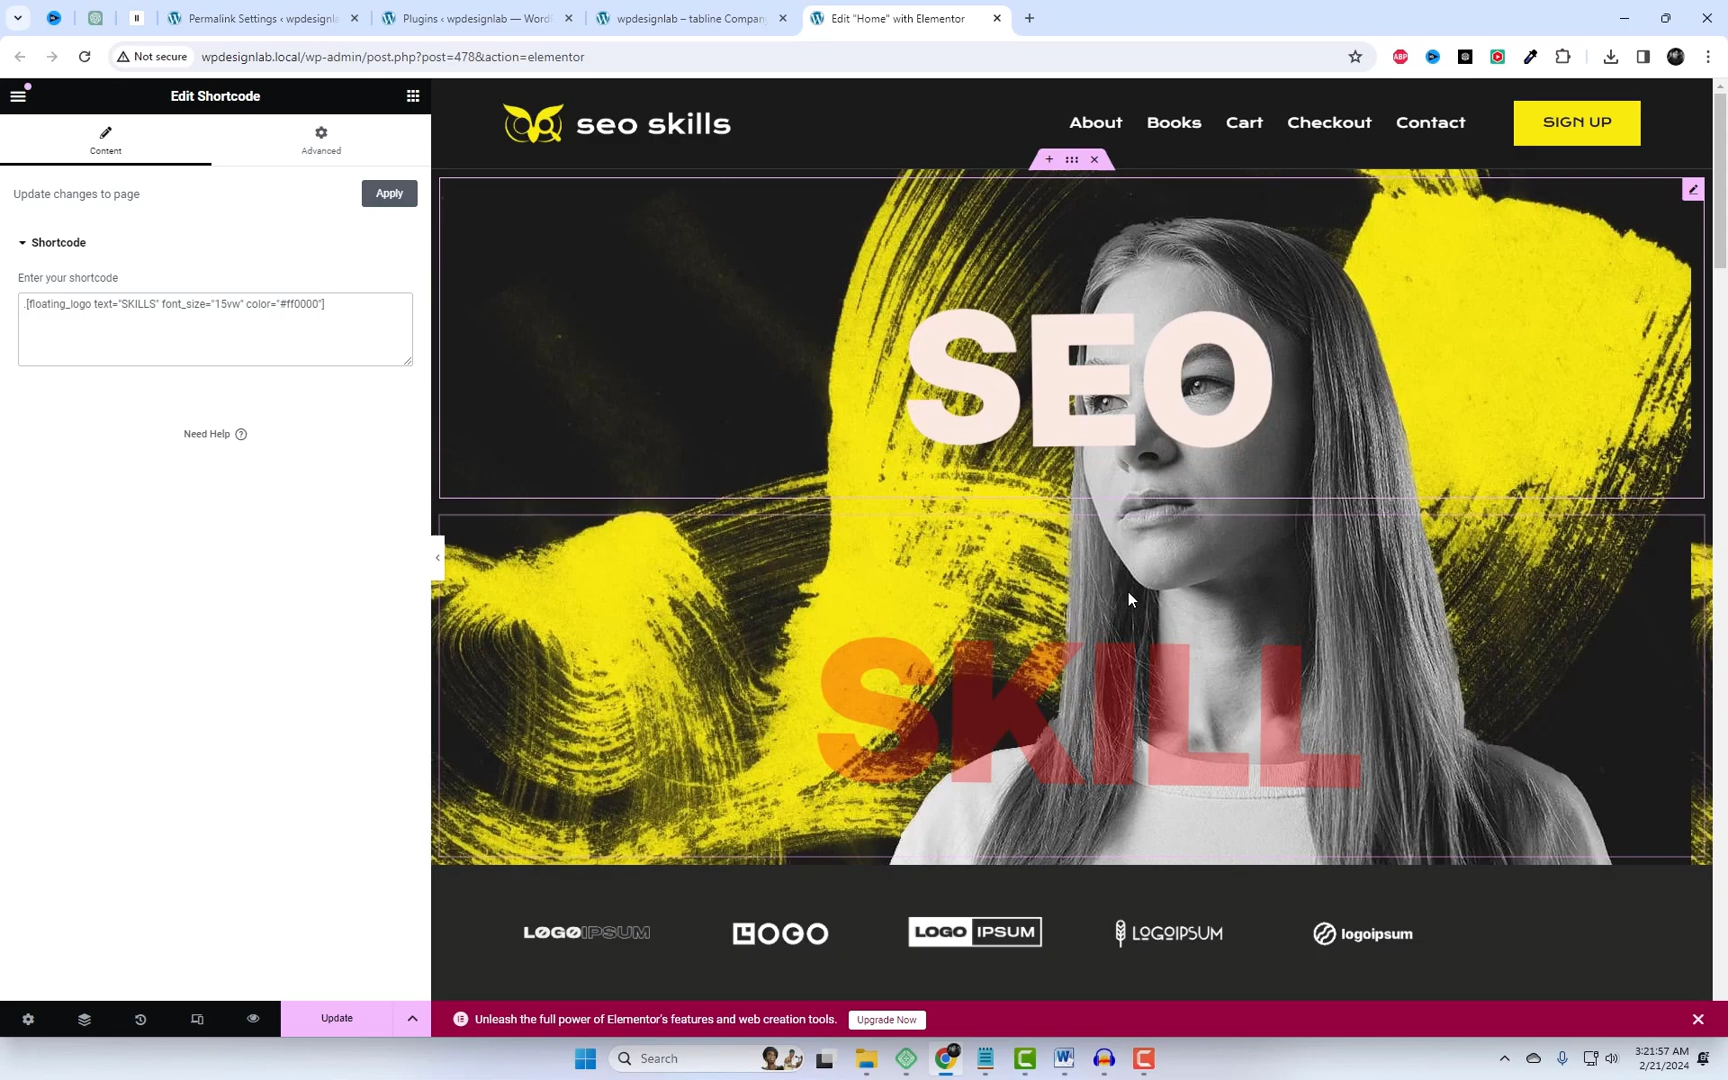 Permalink Settings ‹ wpdesignla
Plugins ‹ wpdesignlab — WordP
wpdesignlab – tabline Company
Edit "Home" with Elementor
Not secure
wpdesignlab.local/wp-admin/post.php?post=478&action=elementor
ABP
Edit Shortcode
Content
Advanced
Update changes to page
Apply
Shortcode
Enter your shortcode
.[floating_logo text="SKILLS" font_size="15vw" color="#ff0000"]
Need Help
seo skills
About
Books
Cart
Checkout
Contact
SIGN UP
SEO
SKILL
LOGOIPSUM
LOGO
LOGO IPSUM
LOGOIPSUM
logoipsum
Update
Unleash the full power of Elementor's features and web creation tools.
Upgrade Now
Search
3:21:57 AM
2/21/2024